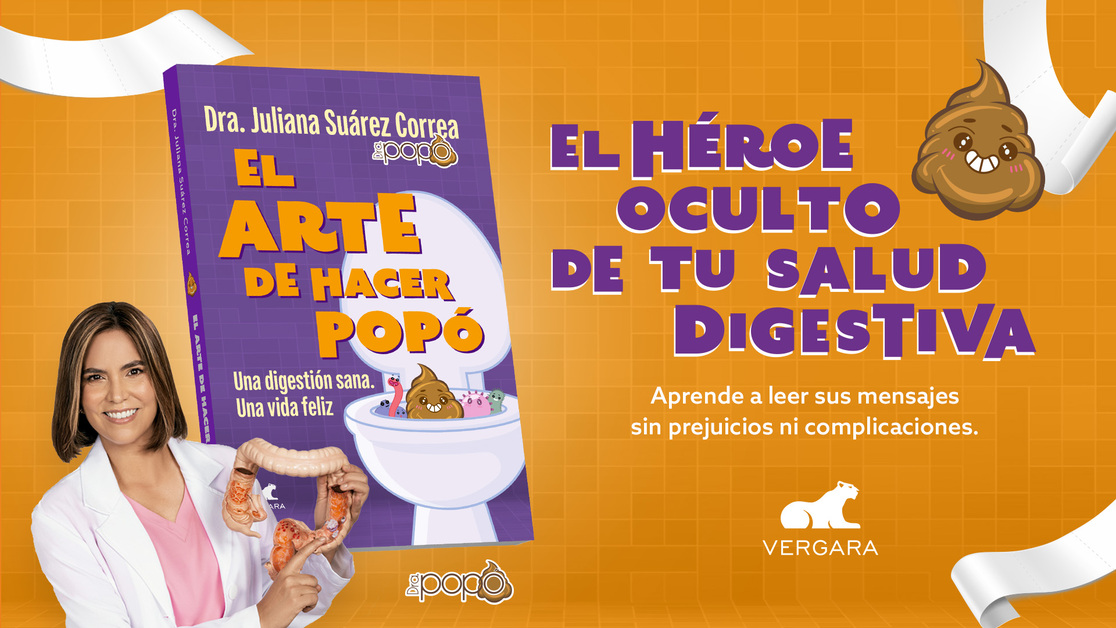 Dra. Juliana Suárez Correa
Dra. popó
EL
ARTE
DE HACER
POPÓ
Una digestión sana.
Una vida feliz
Dra. Juliana Suárez Correa
EL ARTE DE HACER
GARA
Dra. popó
EL HÉROE
OCULTO
DE TU SALUD
DIGESTIVA
Aprende a leer sus mensajes
sin prejuicios ni complicaciones.
VERGARA